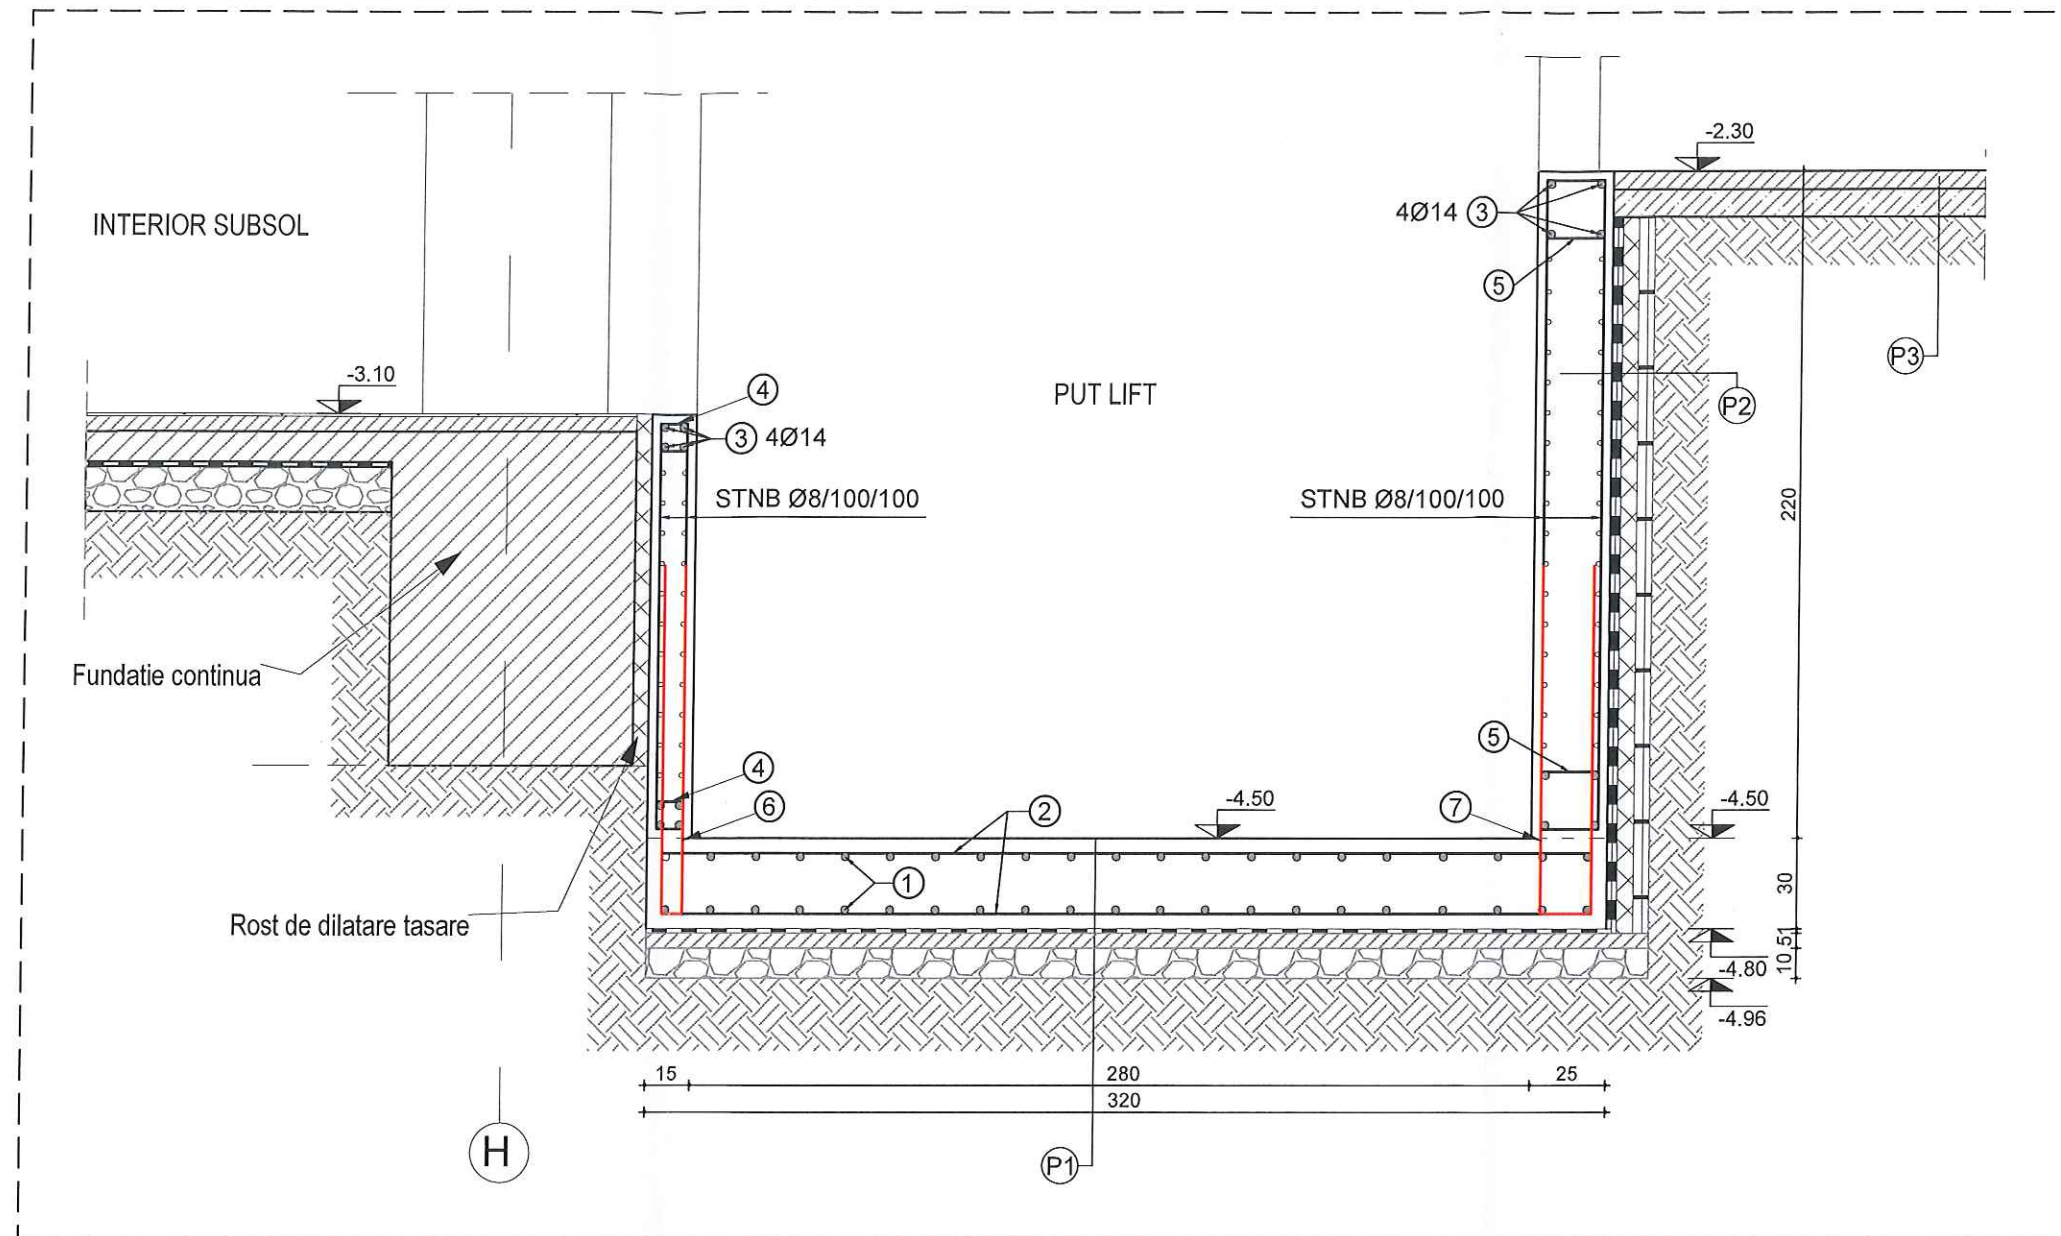 -2.30
4Ø14 3
INTERIOR SUBSOL
5
P3
-3.10
4
PUT LIFT
P2
3 4Ø14
STNB Ø8/100/100
STNB Ø8/100/100
220
Fundatie continua
5
4
6
2
7
-4.50
-4.50
1
30
Rost de dilatare tasare
1
5
10
-4.80
-4.96
15
280
25
320
H
P1